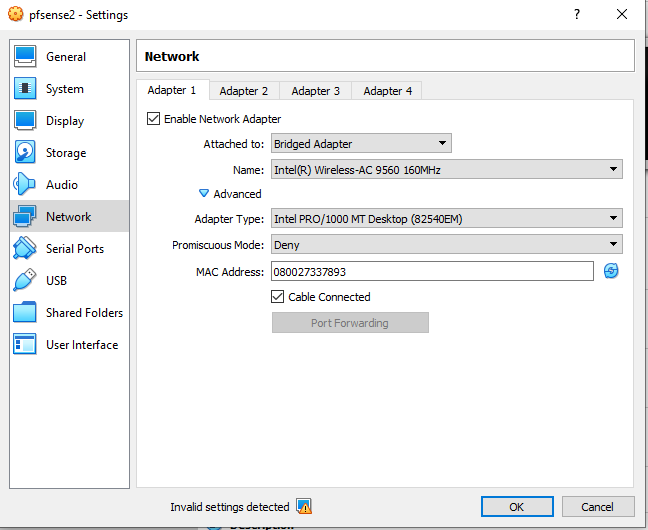 pfsense2 - Settings
General
System
Display
Storage
Audio
Network
Serial Ports
USB
Shared Folders
User Interface
Network
Adapter 1 Adapter 2 Adapter 3 Adapter 4
Enable Network Adapter
Attached to: Bridged Adapter
Name: Intel(R) Wireless-AC 9560 160MHz
Advanced
Adapter Type: Intel PRO/1000 MT Desktop (82540EM)
Promiscuous Mode: Deny
MAC Address: 080027337893
Cable Connected
Port Forwarding
Invalid settings detected
OK Cancel
Description